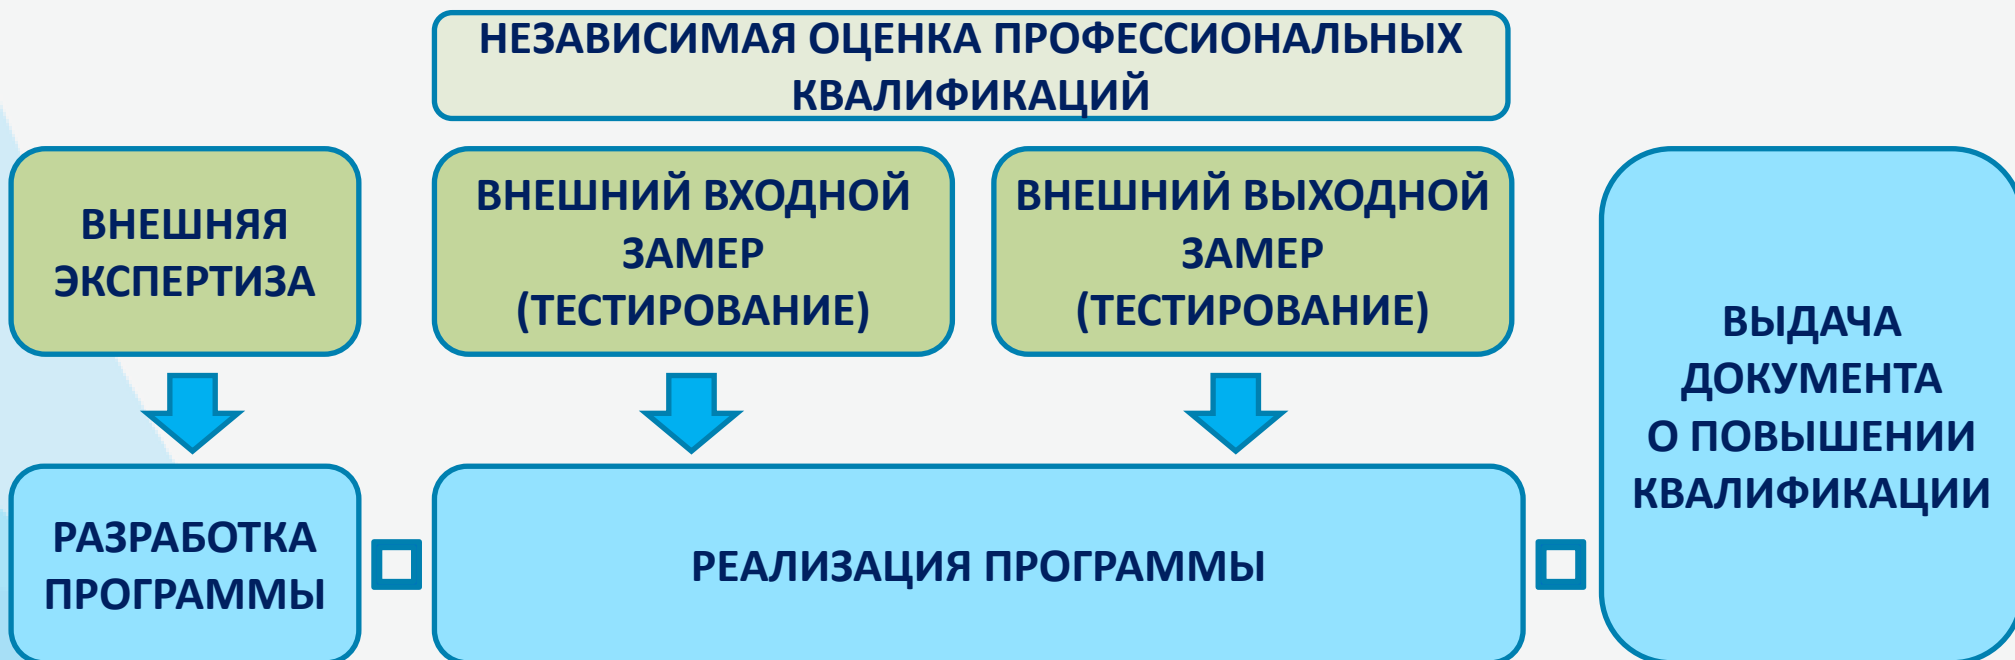 НЕЗАВИСИМАЯ ОЦЕНКА ПРОФЕССИОНАЛЬНЫХ
КВАЛИФИКАЦИЙ
ВНЕШНЯЯ
ЭКСПЕРТИЗА
ВНЕШНИЙ ВХОДНОЙ
ЗАМЕР
(ТЕСТИРОВАНИЕ)
ВНЕШНИЙ ВЫХОДНОЙ
ЗАМЕР
(ТЕСТИРОВАНИЕ)
ВЫДАЧА
ДОКУМЕНТА
О ПОВЫШЕНИИ
КВАЛИФИКАЦИИ
РАЗРАБОТКА
ПРОГРАММЫ
РЕАЛИЗАЦИЯ ПРОГРАММЫ